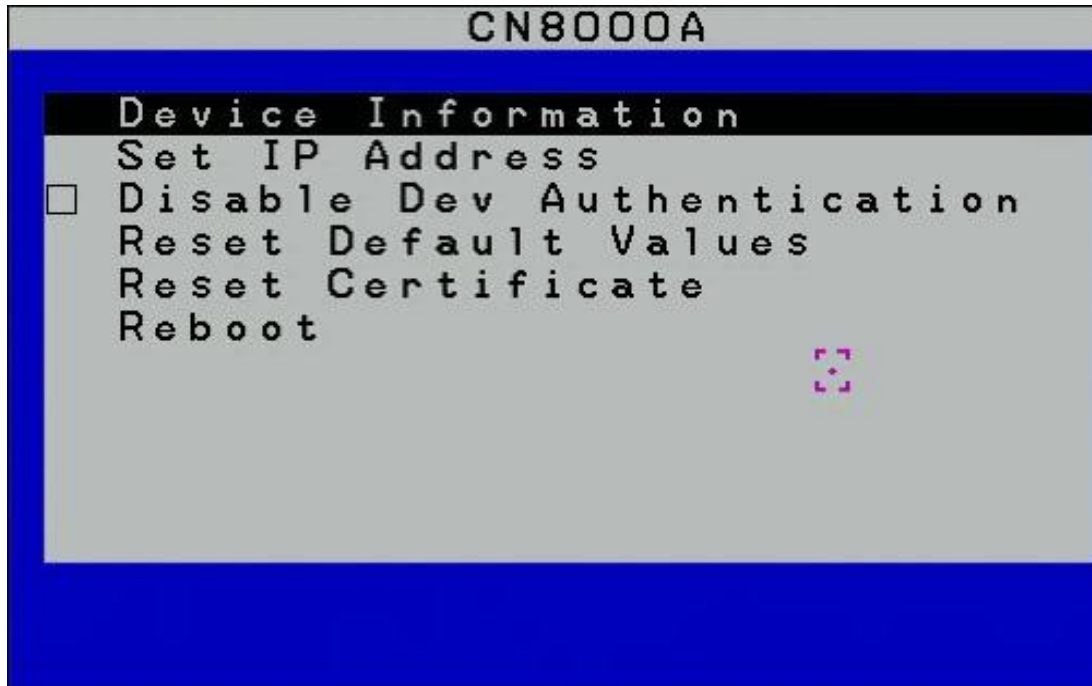 CN8000A
Device Information
Set IP Address
Disable Dev Authentication
Reset Default Values
Reset Certificate
Reboot